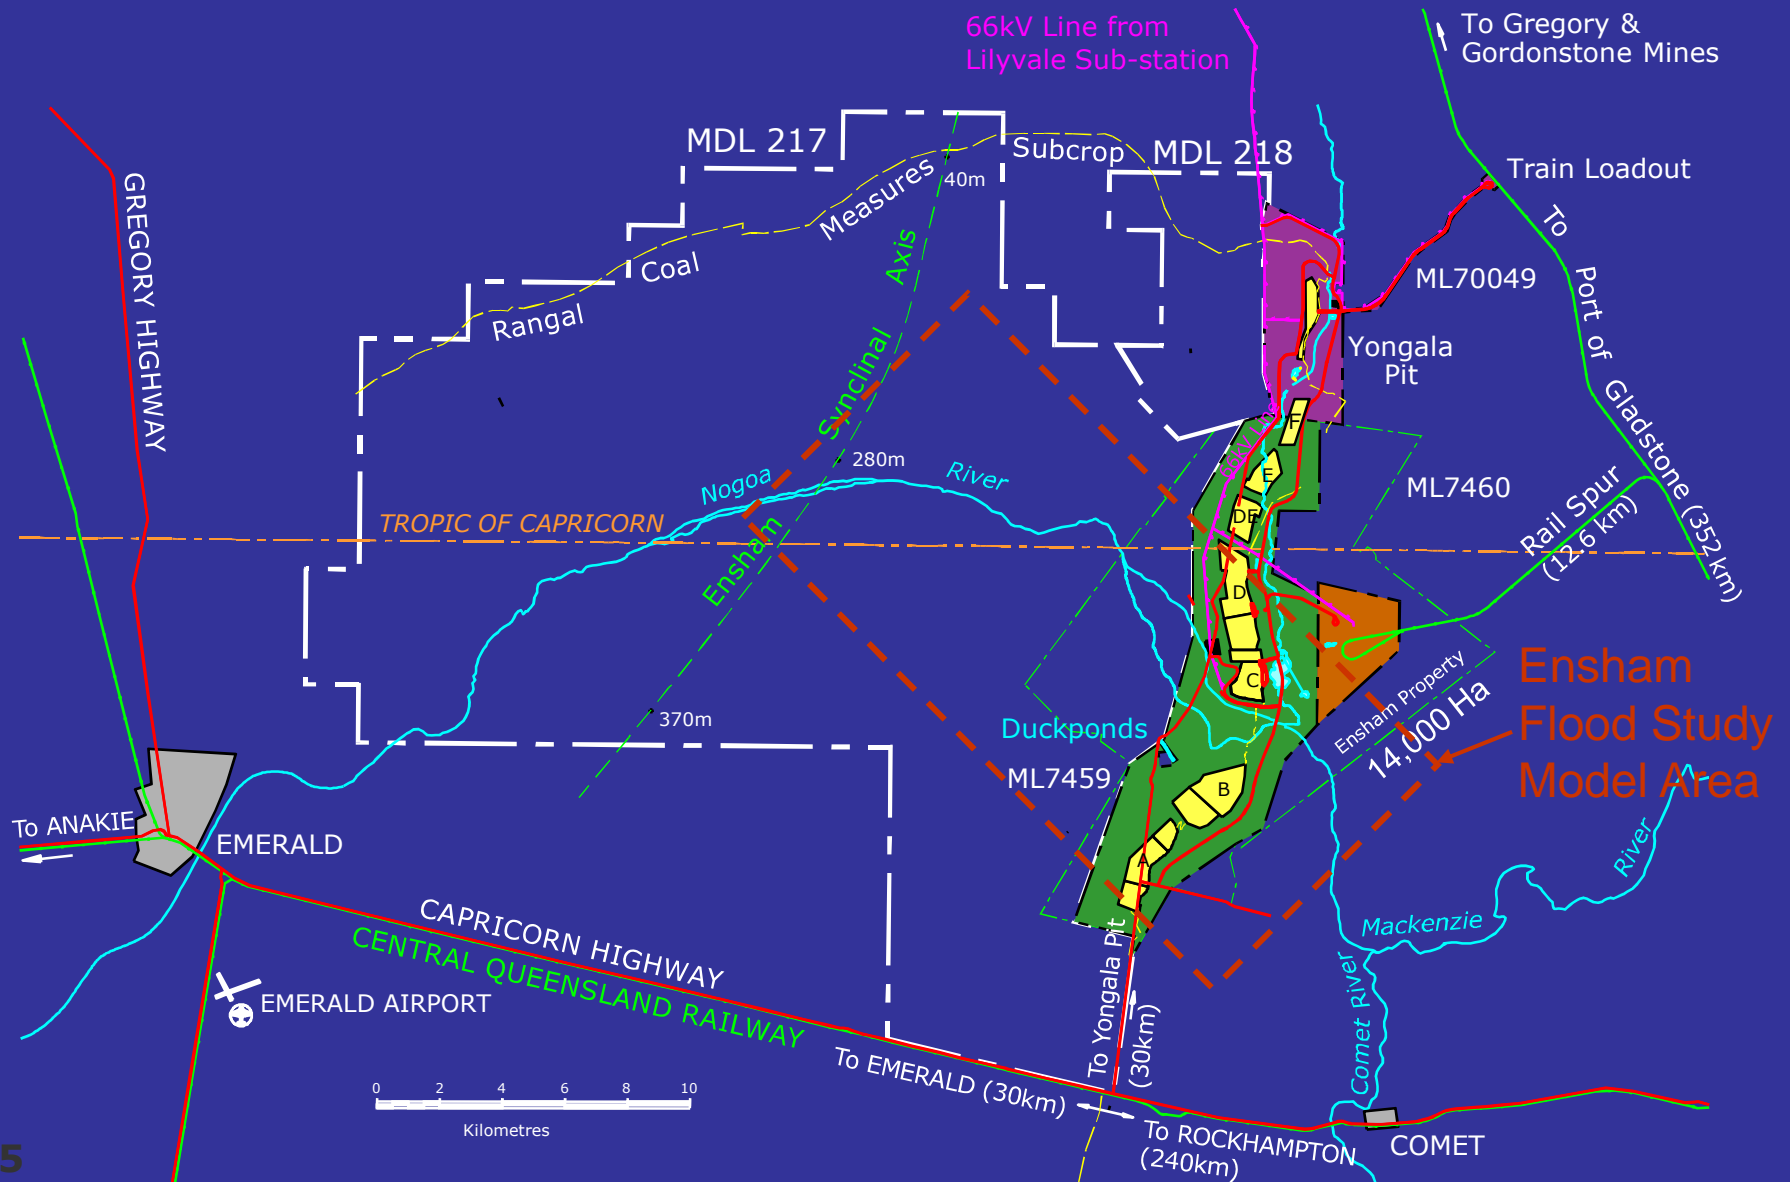 66kV Line from
Lilyvale Sub-station
To Gregory &
Gordonstone Mines
MDL 217
Subcrop
MDL 218
Train Loadout
Measures
40m
GREGORY HIGHWAY
Axis
To
Port of
Gladstone (352km)
Coal
ML70049
Rangal
Yongala
Pit
Synclinal
F
280m
Nogoa
River
E
ML7460
DE
Rail Spur
(12.6 km)
TROPIC OF CAPRICORN
Ensham
D
C
Ensham Property
14,000 Ha
Ensham
Flood Study
Model Area
370m
Duckponds
ML7459
B
A
To ANAKIE
EMERALD
River
Mackenzie
CAPRICORN HIGHWAY
CENTRAL QUEENSLAND RAILWAY
EMERALD AIRPORT
To Yongala Pit
(30km)
Comet River
To EMERALD (30km)
0 2 4 6 8 10
Kilometres
To ROCKHAMPTON
(240km)
COMET
5